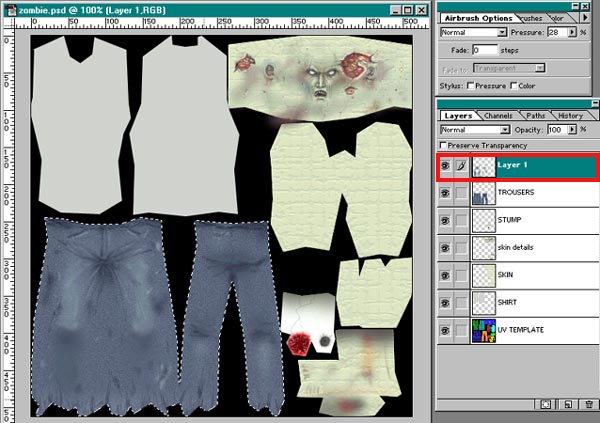 zombie.psd @ 100% (Layer 1,RGB)
0 50 100 150 200 250 300 350 400 450 500
Airbrush Options
rushes
Color
Normal
Pressure: 28 %
Fade: 0 steps
Fade to: Transparent
Stylus: Pressure Color
Layers Channels Paths History
Normal Opacity: 100 %
Preserve Transparency
Layer 1
TROUSERS
STUMP
skin details
SKIN
SHIRT
UV TEMPLATE